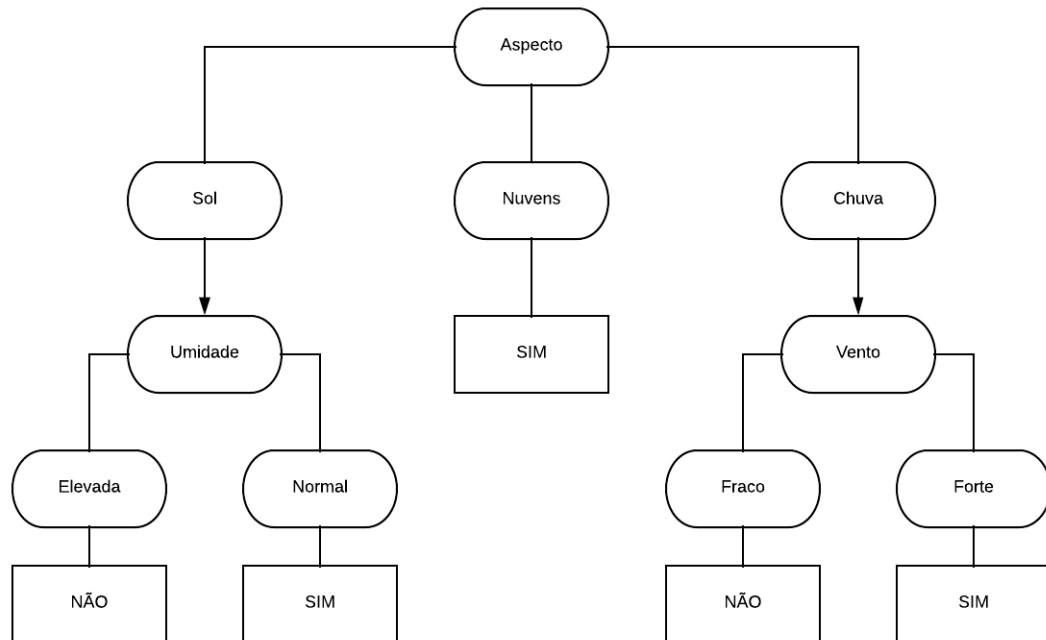 Aspecto
Sol
Nuvens
Chuva
Umidade
SIM
Vento
Elevada
Normal
Fraco
Forte
NÃO
SIM
NÃO
SIM